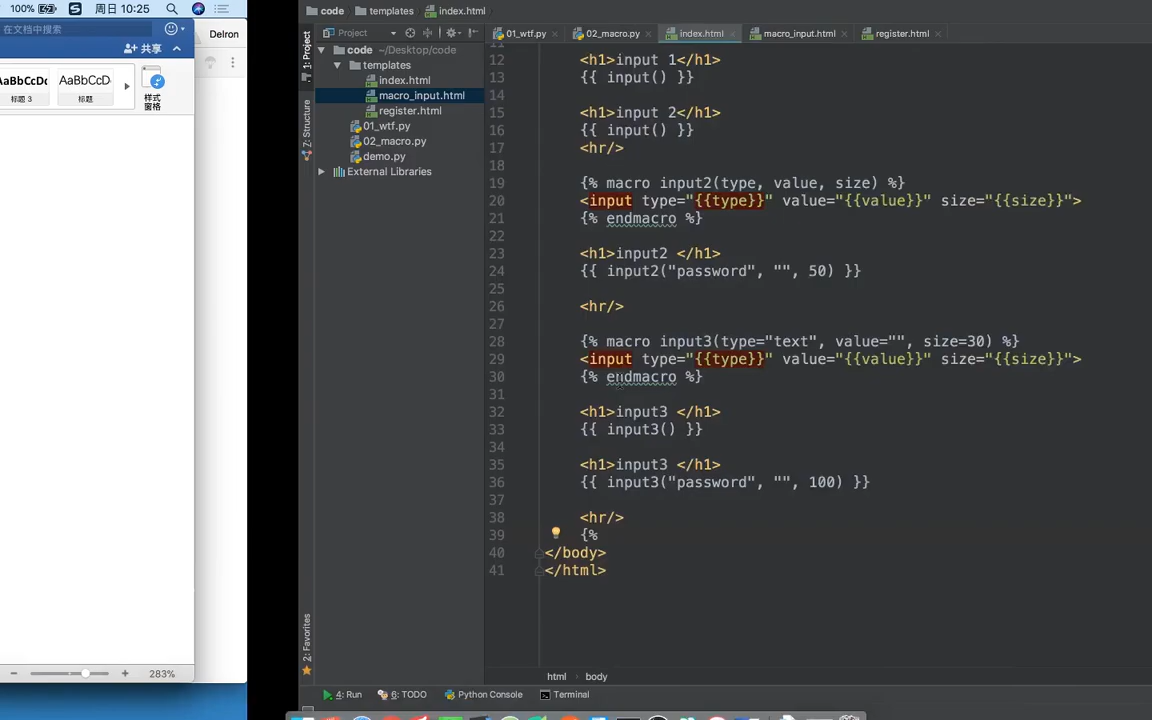 100% 周日 10:25
在文档中搜索
共享
AaBbCcDc AaBbCcD
标题 3 标题
样式
窗格
283%
Delron
code templates index.html
Project
01_wtf.py 02_macro.py index.html macro_input.html register.html
1: Project
7: Structure
2: Favorites
code ~/Desktop/code
templates
index.html
macro_input.html
register.html
01_wtf.py
02_macro.py
demo.py
External Libraries
12 <h1>input 1</h1>
13 {{ input() }}
14
15 <h1>input 2</h1>
16 {{ input() }}
17 <hr/>
18
19 {% macro input2(type, value, size) %}
20 <input type="{{type}}" value="{{value}}" size="{{size}}">
21 {% endmacro %}
22
23 <h1>input2 </h1>
24 {{ input2("password", "", 50) }}
25
26 <hr/>
27
28 {% macro input3(type="text", value="", size=30) %}
29 <input type="{{type}}" value="{{value}}" size="{{size}}">
30 {% endmacro %}
31
32 <h1>input3 </h1>
33 {{ input3() }}
34
35 <h1>input3 </h1>
36 {{ input3("password", "", 100) }}
37
38 <hr/>
39 {%
40 </body>
41 </html>
html body
4: Run 6: TODO Python Console Terminal